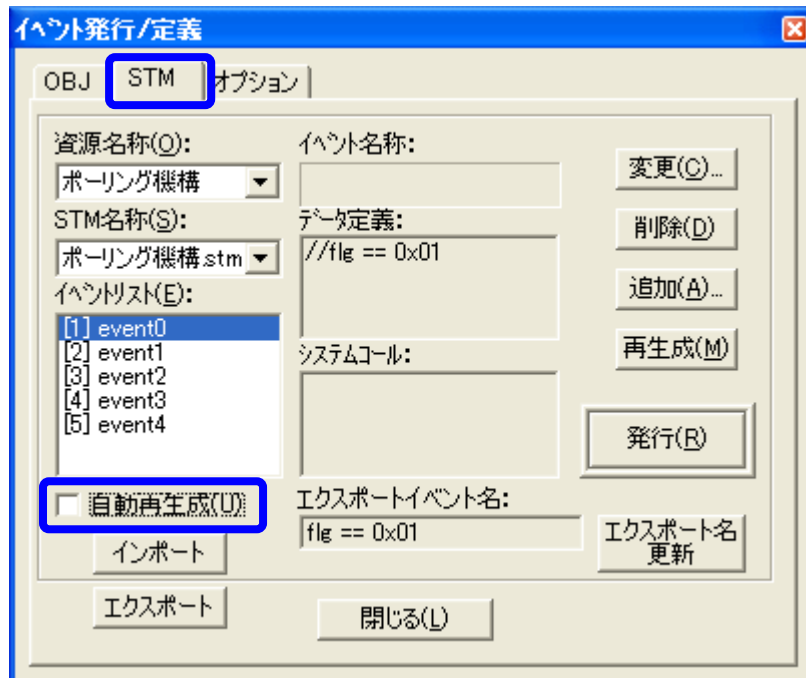 イベント発行/定義
OBJ STM オプション
資源名称(O):
ポーリング機構
STM名称(S):
ポーリング機構.stm
イベントリスト(E):
[1] event0
[2] event1
[3] event2
[4] event3
[5] event4
自動再生成(U)
インポート
エクスポート
イベント名称:
データ定義:
//flg == 0x01
システムコール:
エクスポートイベント名:
flg == 0x01
変更(C)...
削除(D)
追加(A)...
再生成(M)
発行(R)
エクスポート名
更新
閉じる(L)